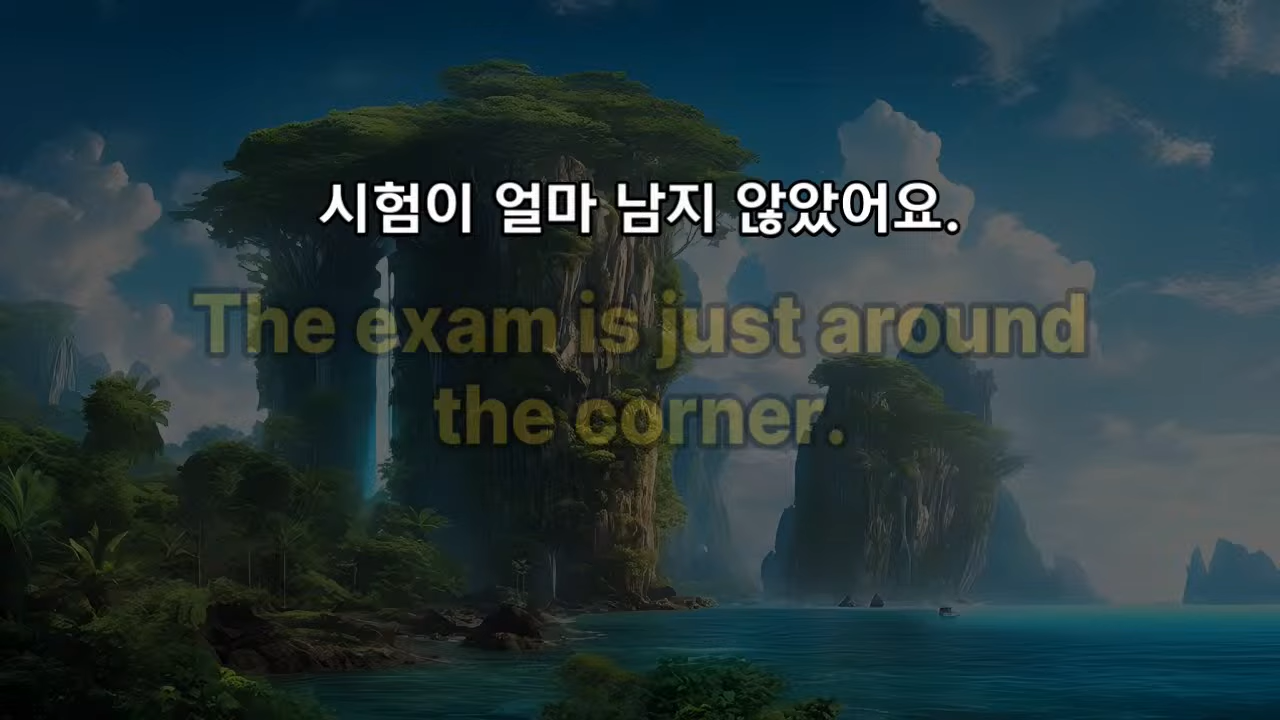 시험이 얼마 남지 않았어요.
The exam is just around
the corner.